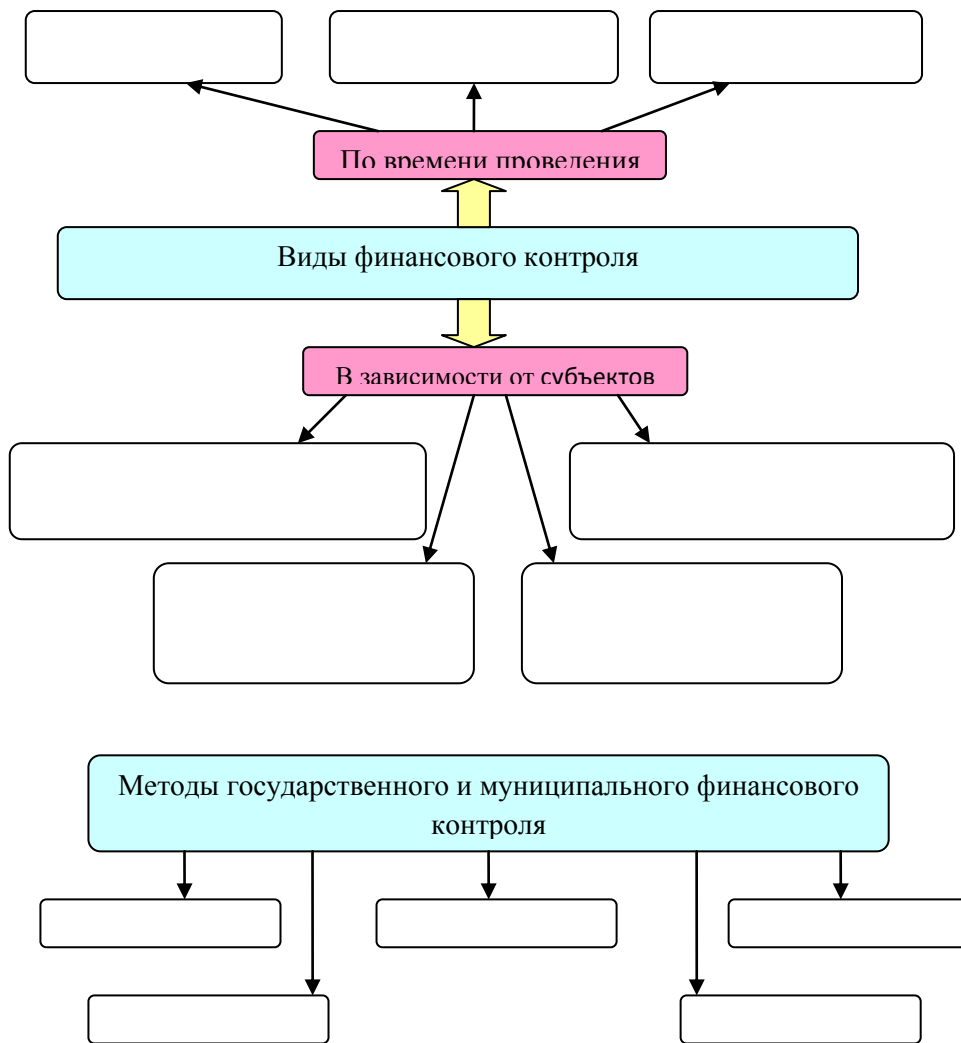 По времени проведения
Виды финансового контроля
В зависимости от субъектов
Методы государственного и муниципального финансового
контроля